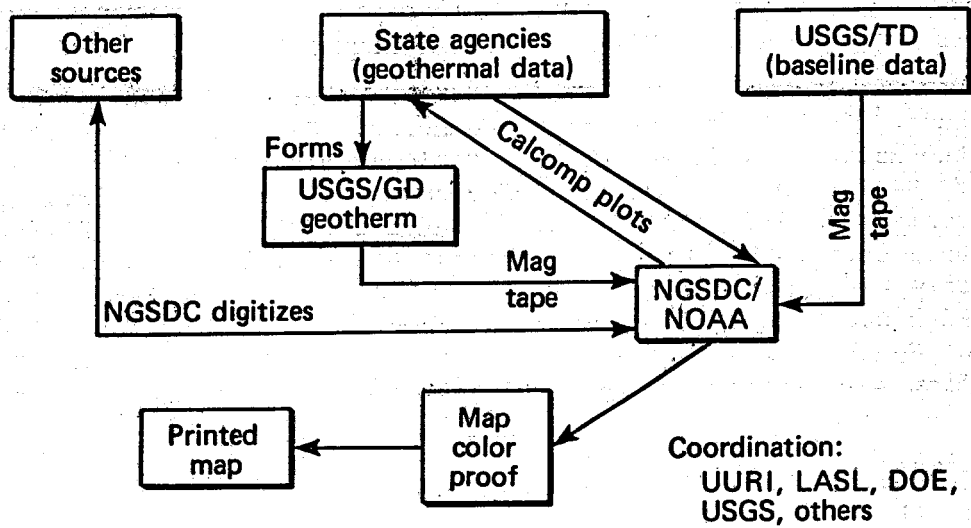 Other
sources
State agencies
(geothermal data)
USGS/TD
(baseline data)
Forms
Calcomp plots
Mag
tape
USGS/GD
geotherm
Mag
tape
NGSDC/
NOAA
NGSDC digitizes
Printed
map
Map
color
proof
Coordination:
UURI, LASL, DOE,
USGS, others